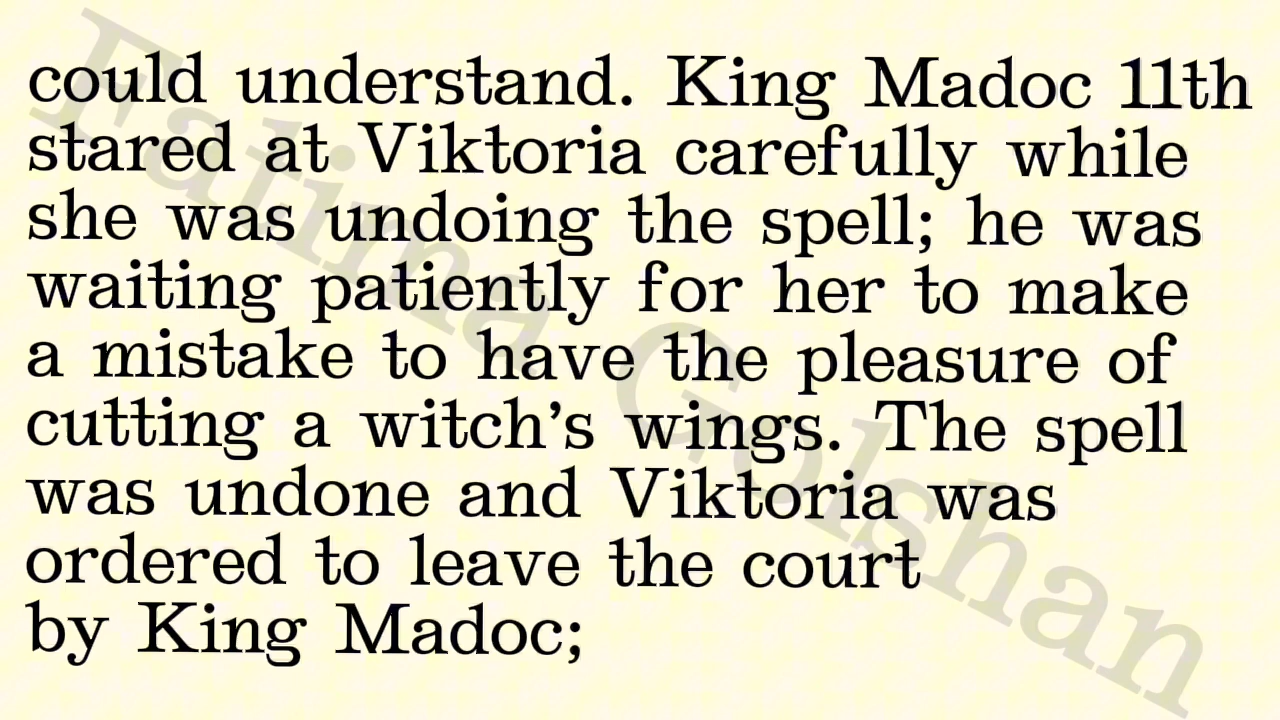 could understand. King Madoc 11th
stared at Viktoria carefully while
she was undoing the spell; he was
waiting patiently for her to make
a mistake to have the pleasure of
cutting a witch’s wings. The spell
was undone and Viktoria was
ordered to leave the court
by King Madoc;
Fatima Golshan